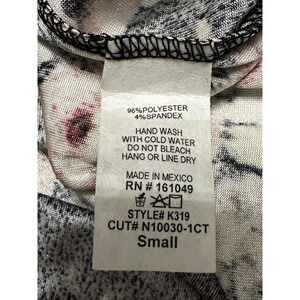 96%POLYESTER
4%SPANDEX
HAND WASH
WITH COLD WATER
DO NOT BLEACH
HANG OR LINE DRY
MADE IN MEXICO
RN # 161049
STYLE# K319
CUT# N10030-1CT
Small